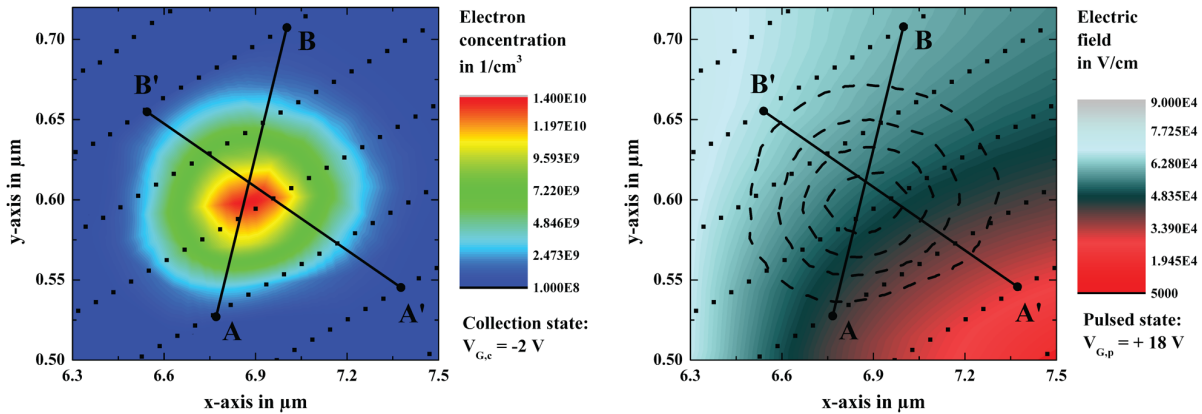 0.70
0.65
0.60
0.55
0.50
y-axis in μm
6.3
6.6
6.9
7.2
7.5
x-axis in μm
B
B'
A
A'
Electron
concentration
in 1/cm³
1.400E10
1.197E10
9.593E9
7.220E9
4.846E9
2.473E9
1.000E8
Collection state:
V_G,c = -2 V
0.70
0.65
0.60
0.55
0.50
y-axis in μm
6.3
6.6
6.9
7.2
7.5
x-axis in μm
B
B'
A
A'
Electric
field
in V/cm
9.000E4
7.725E4
6.280E4
4.835E4
3.390E4
1.945E4
5000
Pulsed state:
V_G,p = + 18 V